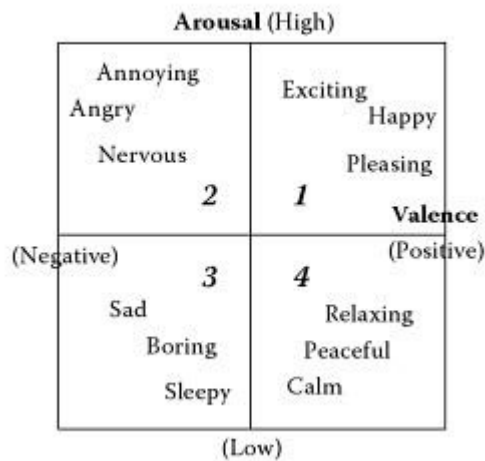 Arousal (High)
Annoying
Angry
Nervous
2
Exciting
Happy
Pleasing
1
Valence
(Negative)
(Positive)
3
Sad
Boring
Sleepy
4
Relaxing
Peaceful
Calm
(Low)